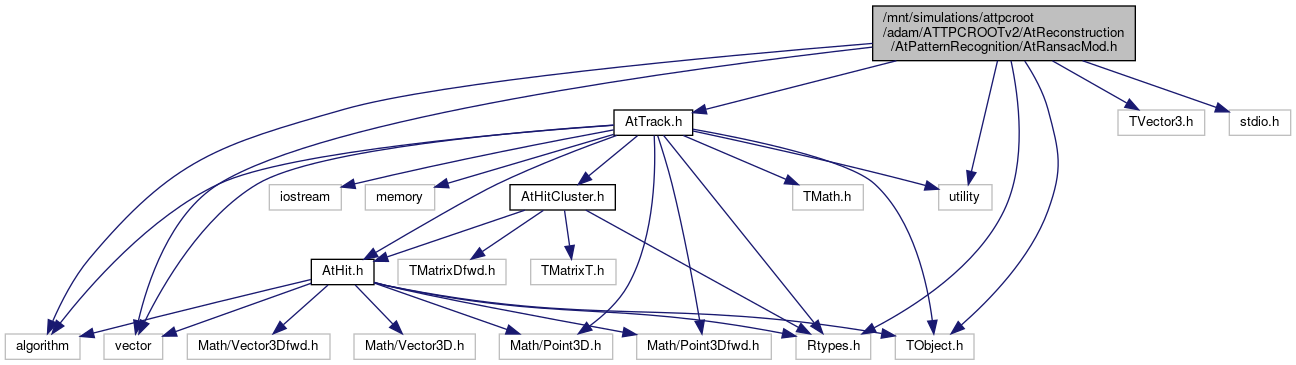 /mnt/simulations/attpcroot
/adam/ATTPCROOTv2/AtReconstruction
/AtPatternRecognition/AtRansacMod.h
AtTrack.h
TVector3.h
stdio.h
iostream
memory
AtHitCluster.h
TMath.h
utility
AtHit.h
TMatrixDfwd.h
TMatrixT.h
algorithm
vector
Math/Vector3Dfwd.h
Math/Vector3D.h
Math/Point3D.h
Math/Point3Dfwd.h
Rtypes.h
TObject.h